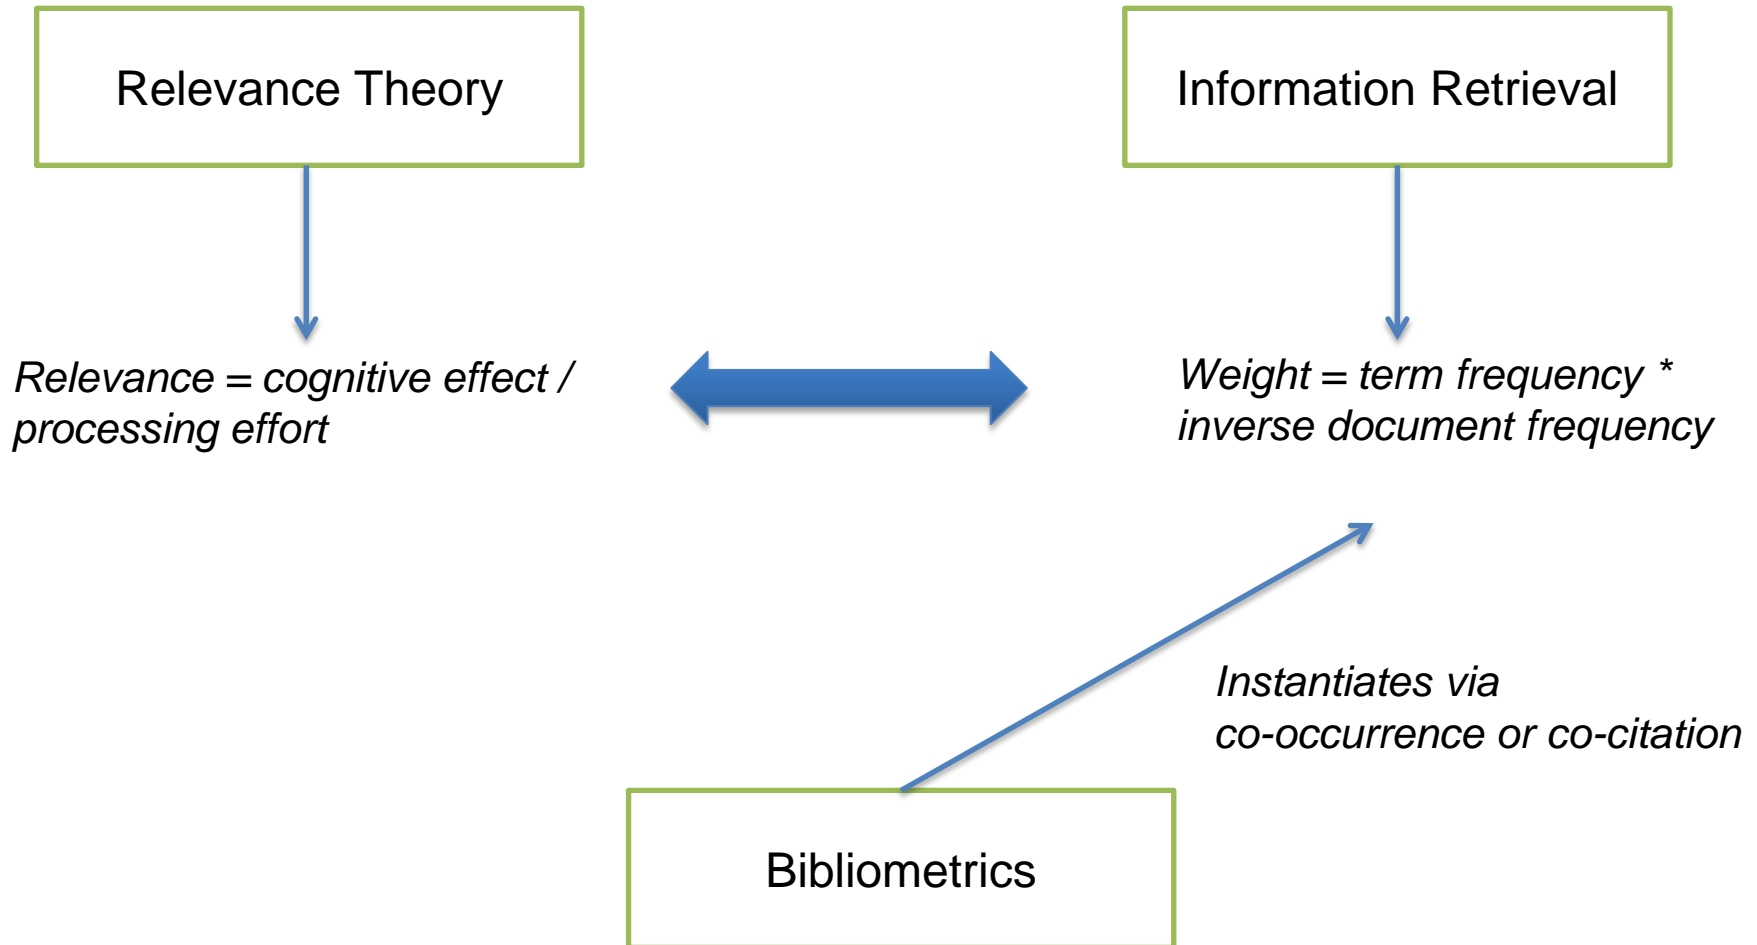 Relevance Theory
Information Retrieval
Relevance = cognitive effect /
processing effort
Weight = term frequency *
inverse document frequency
Instantiates via
co-occurrence or co-citation
Bibliometrics